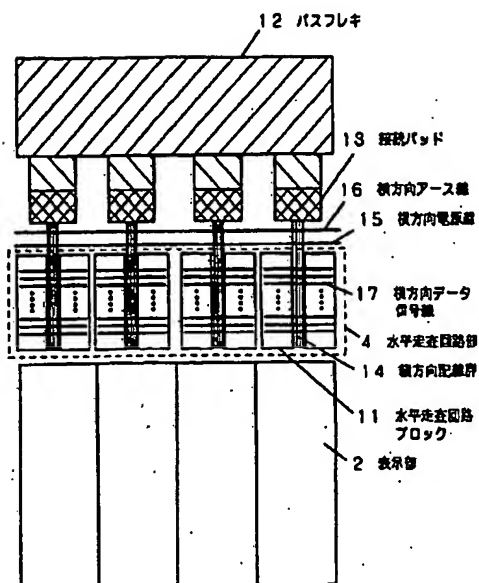 12 バスフレキ
13 接続パッド
16 横方向アース線
15 横方向電源線
17 横方向データ
信号線
4 水平走査回路部
14 縦方向配線群
11 水平走査回路
ブロック
2 表示部